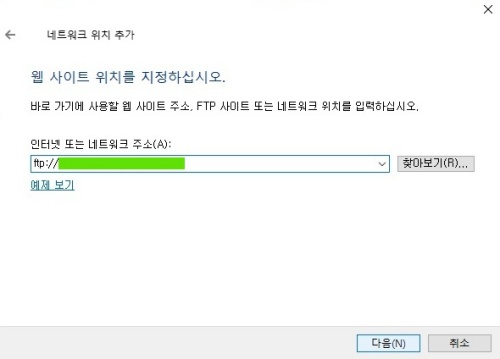 네트워크 위치 추가
웹 사이트 위치를 지정하십시오.
바로 가기에 사용할 웹 사이트 주소, FTP 사이트 또는 네트워크 위치를 입력하십시오.
인터넷 또는 네트워크 주소(A):
ftp://
찾아보기(R)...
예제 보기
다음(N)
취소